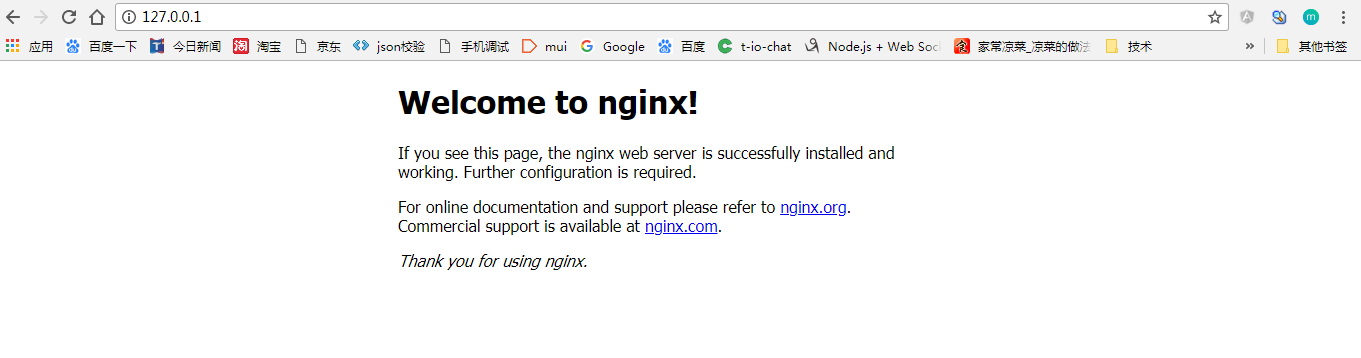 127.0.0.1
应用 百度一下 今日新闻 淘宝 京东 json校验 手机调试 mui Google 百度 t-io-chat Node.js + Web Soc 家常凉菜_凉菜的做法 技术 » 其他书签
Welcome to nginx!
If you see this page, the nginx web server is successfully installed and
working. Further configuration is required.
For online documentation and support please refer to nginx.org.
Commercial support is available at nginx.com.
Thank you for using nginx.